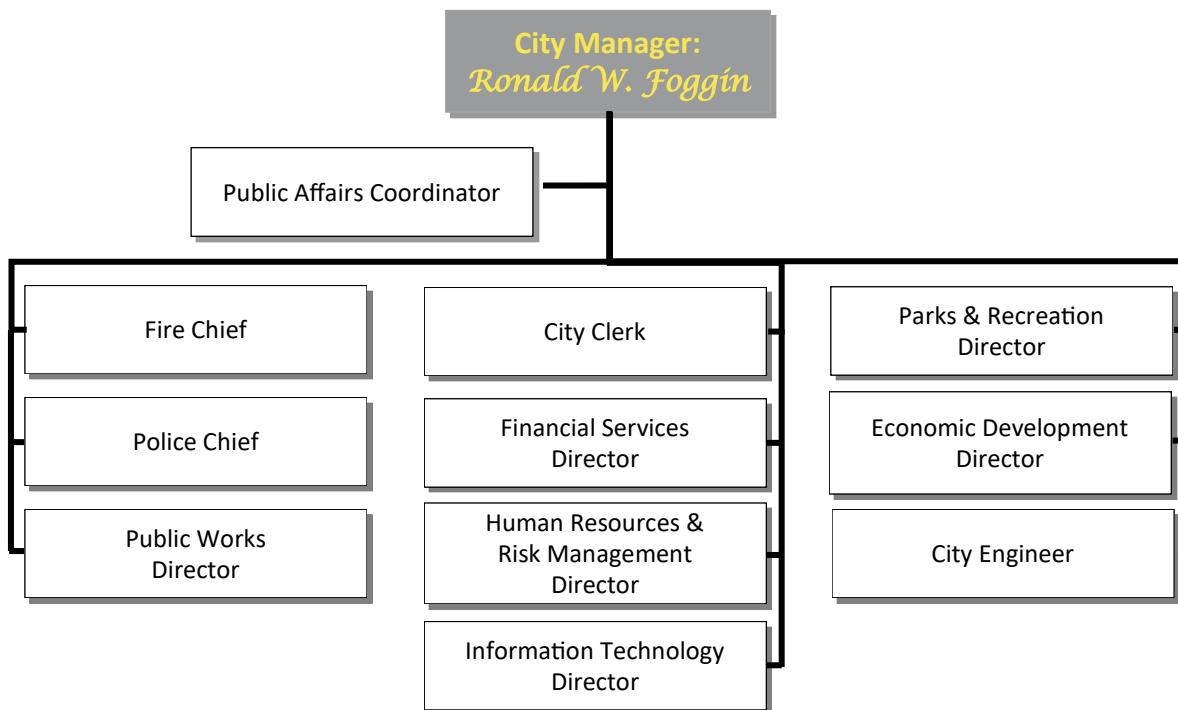 City Manager:
Ronald W. Foggin
Public Affairs Coordinator
Fire Chief
City Clerk
Parks & Recreation
Director
Police Chief
Financial Services
Director
Economic Development
Director
Public Works
Director
Human Resources &
Risk Management
Director
City Engineer
Information Technology
Director